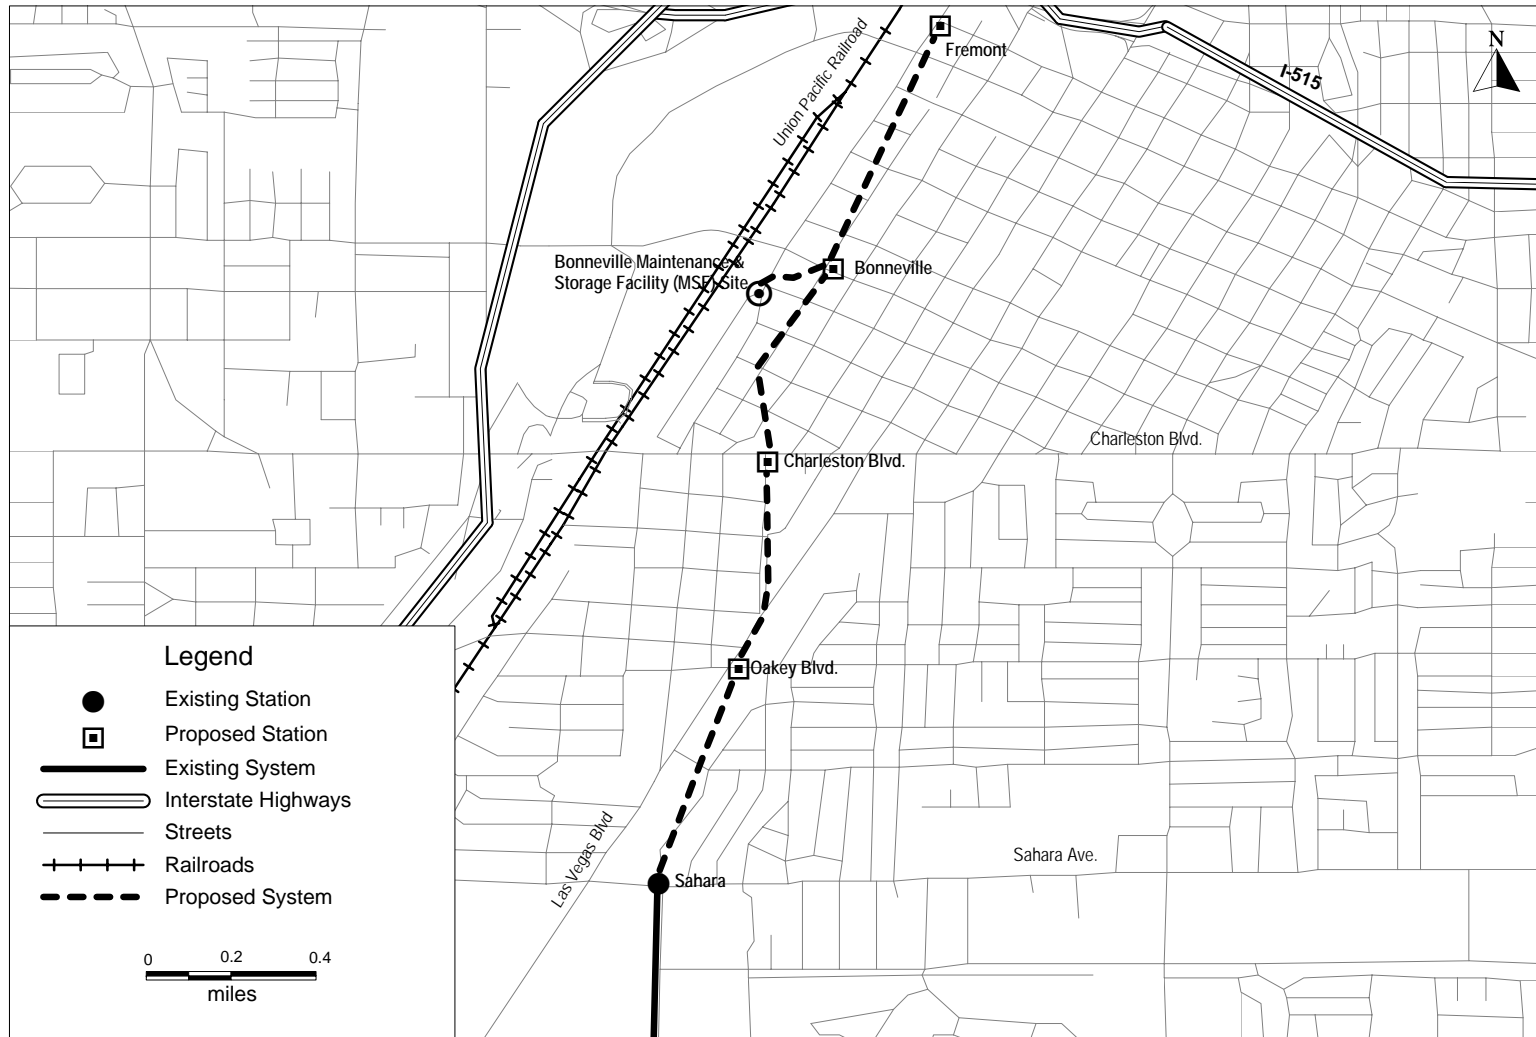 Union Pacific Railroad
Fremont
I-515
N
Bonneville Maintenance &
Storage Facility (MSF) Site
Bonneville
Charleston Blvd.
Charleston Blvd.
Oakey Blvd.
Las Vegas Blvd
Sahara Ave.
Sahara
Legend
Existing Station
Proposed Station
Existing System
Interstate Highways
Streets
Railroads
Proposed System
0 0.2 0.4
miles